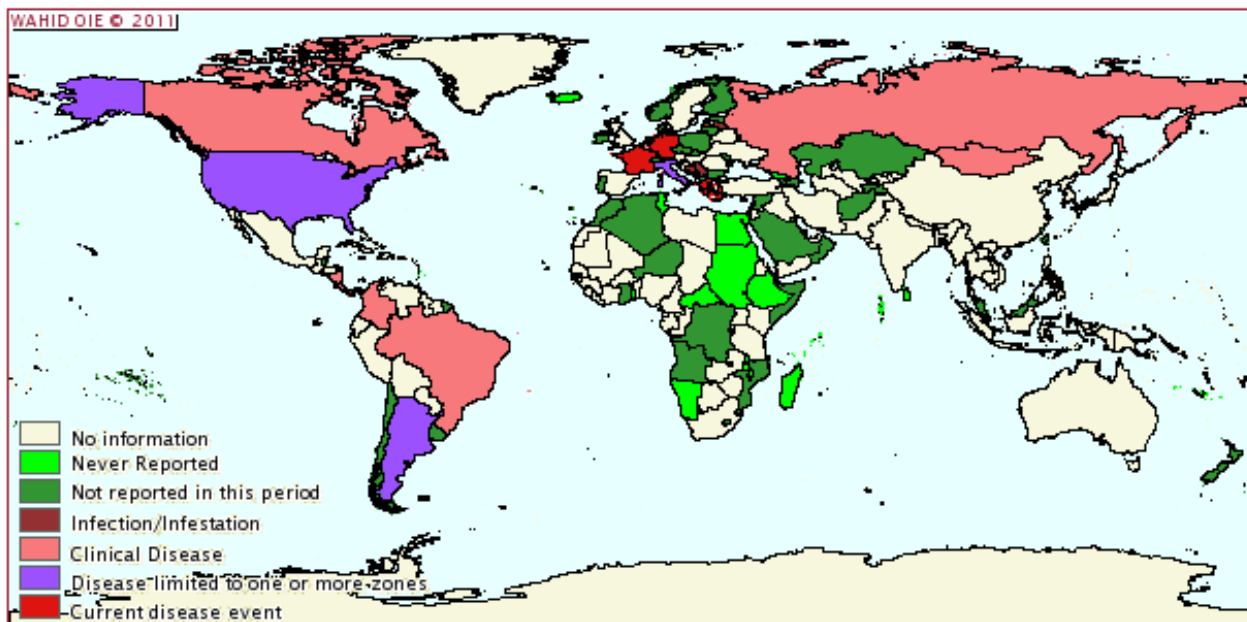 WAHID OIE © 2011
No information
Never Reported
Not reported in this period
Infection/Infestation
Clinical Disease
Disease limited to one or more zones
Current disease event